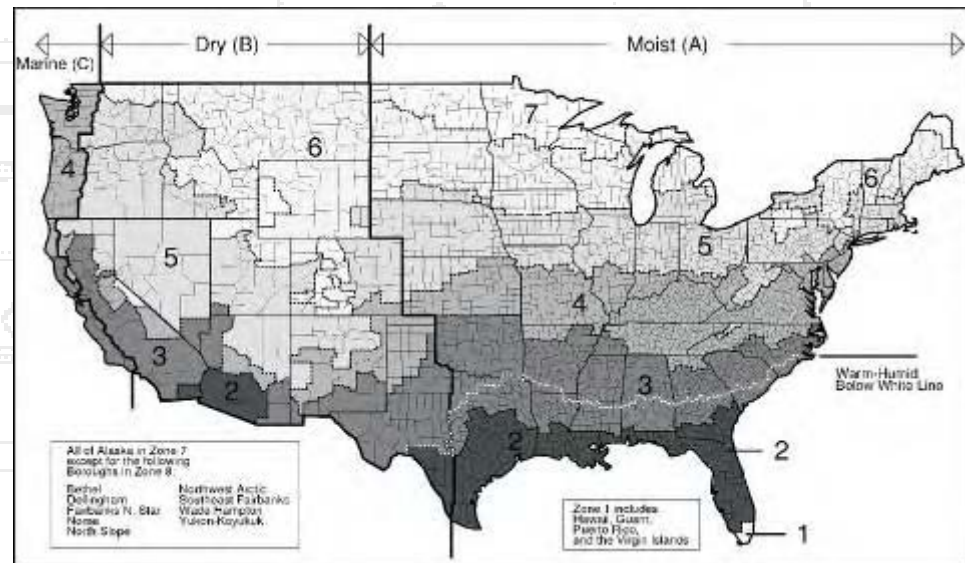 Dry (B)
Moist (A)
Marine (C)
7
6
4
6
5
5
4
3
3
2
2
Warm-Humid
Below White Line
2
1
All of Alaska in Zone 7
except for the following
Boroughs in Zone 8:
Bethel Northwest Arctic
Dellingham Southeast Fairbanks
Fairbanks N. Star Wade Hampton
Nome Yukon-Koyukuk
North Slope
Zone 1 includes
Hawaii, Guam,
Puerto Rico,
and the Virgin Islands